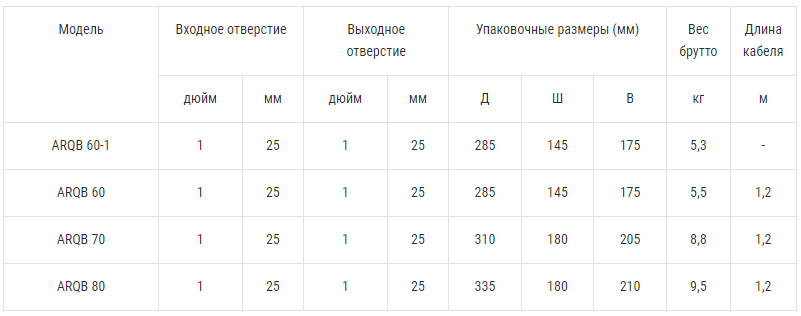 Модель Входное отверстие Выходное отверстие Упаковочные размеры (мм) Вес брутто Длина кабеля
дюйм мм дюйм мм Д Ш В кг м
ARQB 60-1 1 25 1 25 285 145 175 5,3 -
ARQB 60 1 25 1 25 285 145 175 5,5 1,2
ARQB 70 1 25 1 25 310 180 205 8,8 1,2
ARQB 80 1 25 1 25 335 180 210 9,5 1,2